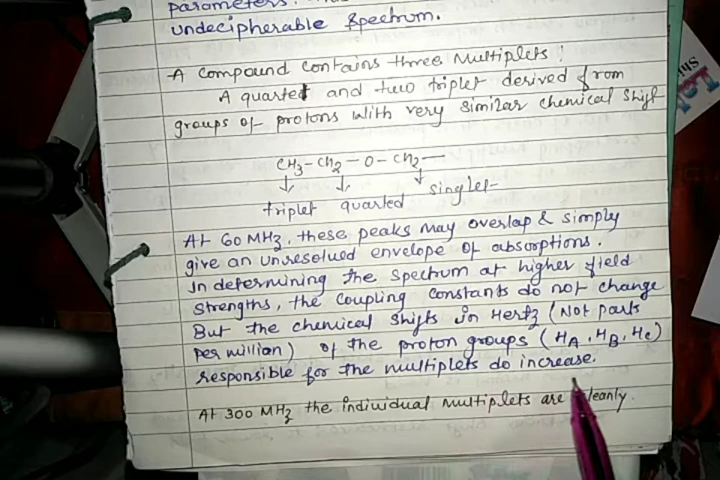 parameters.
undecipherable spectrum.
A compound contains three multiplets!
A quartet and two triplet derived from
groups of protons with very similar chemical shift
CH3-CH2-O-CH2-
triplet quarted singlet
At 60 MHz, these peaks may overlap & simply
give an unresolved envelope of absorptions.
In determining the spectrum at higher field
strengths, the coupling constants do not change
But the chemical shifts in Hertz (Not parts
per million) of the proton groups (HA, HB, Hc)
responsible for the multiplets do increase.
At 300 MHz the individual multiplets are cleanly.